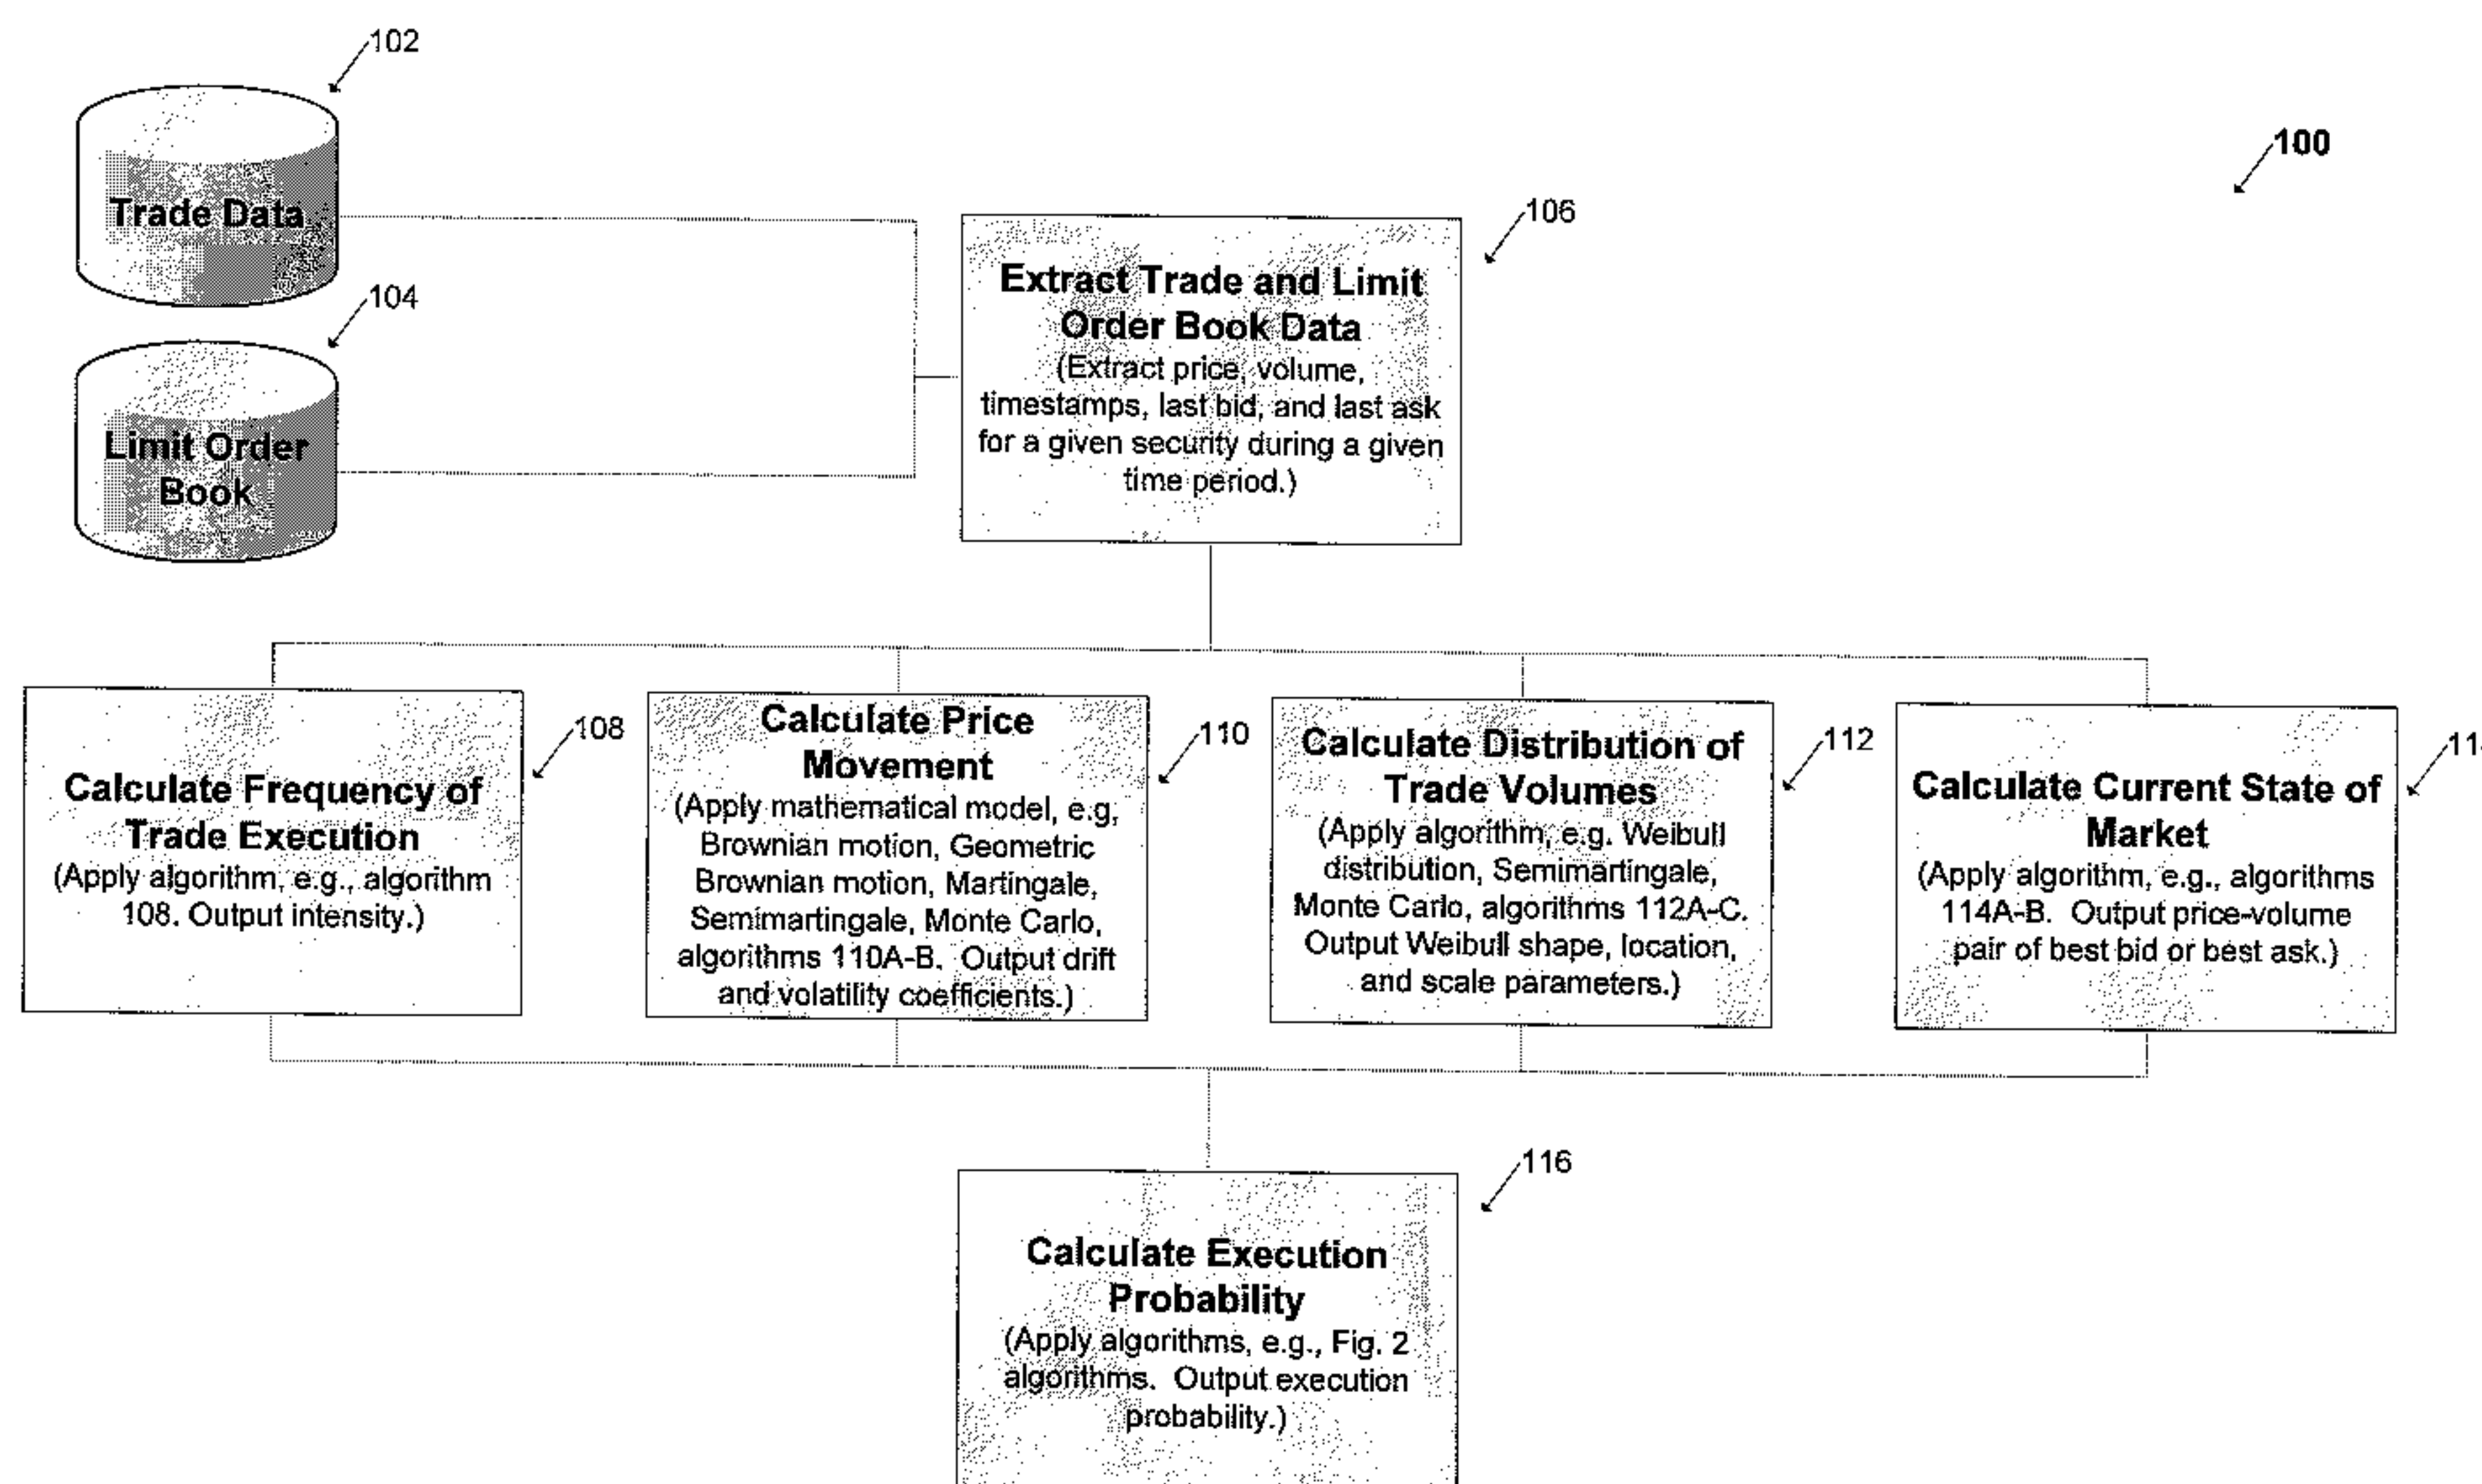 102
Trade Data
104
Limit Order
Book
100
106
Extract Trade and Limit
Order Book Data
(Extract price, volume,
timestamps, last bid, and last ask
for a given security during a given
time period.)
108
Calculate Frequency of
Trade Execution
(Apply algorithm, e.g., algorithm
108. Output intensity.)
110
Calculate Price
Movement
(Apply mathematical model, e.g,
Brownian motion, Geometric
Brownian motion, Martingale,
Semimartingale, Monte Carlo,
algorithms 110A-B. Output drift
and volatility coefficients.)
112
Calculate Distribution of
Trade Volumes
(Apply algorithm, e.g. Weibull
distribution, Semimartingale,
Monte Carlo, algorithms 112A-C.
Output Weibull shape, location,
and scale parameters.)
Calculate Current State of
Market
(Apply algorithm, e.g., algorithms
114A-B. Output price-volume
pair of best bid or best ask.)
116
Calculate Execution
Probability
(Apply algorithms, e.g., Fig. 2
algorithms. Output execution
probability.)